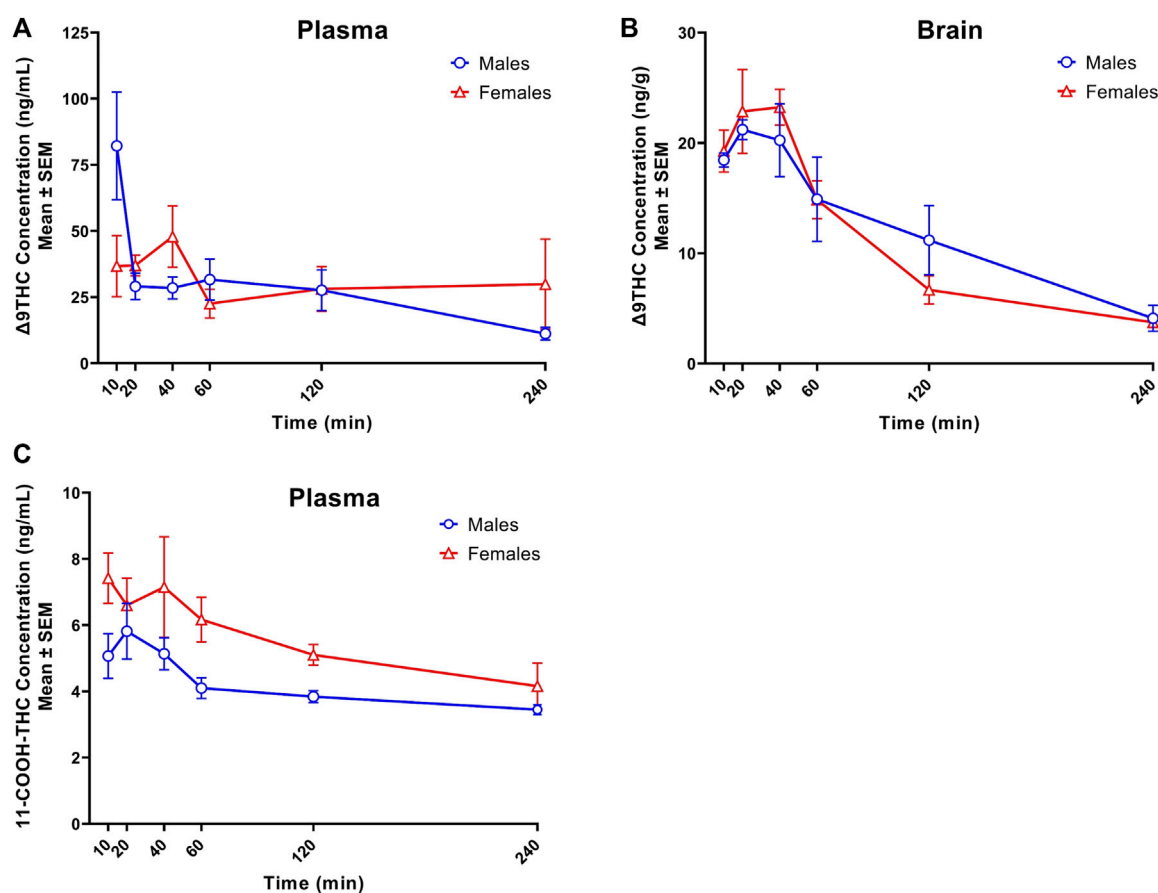 A
Plasma
Δ9THC Concentration (ng/mL)
Mean ± SEM
125
100
75
50
25
0
Males
Females
10
20
40
60
120
240
Time (min)
B
Brain
Δ9THC Concentration (ng/g)
Mean ± SEM
30
20
10
0
Males
Females
10
20
40
60
120
240
Time (min)
C
Plasma
11-COOH-THC Concentration (ng/mL)
Mean ± SEM
10
8
6
4
2
0
Males
Females
10
20
40
60
120
240
Time (min)